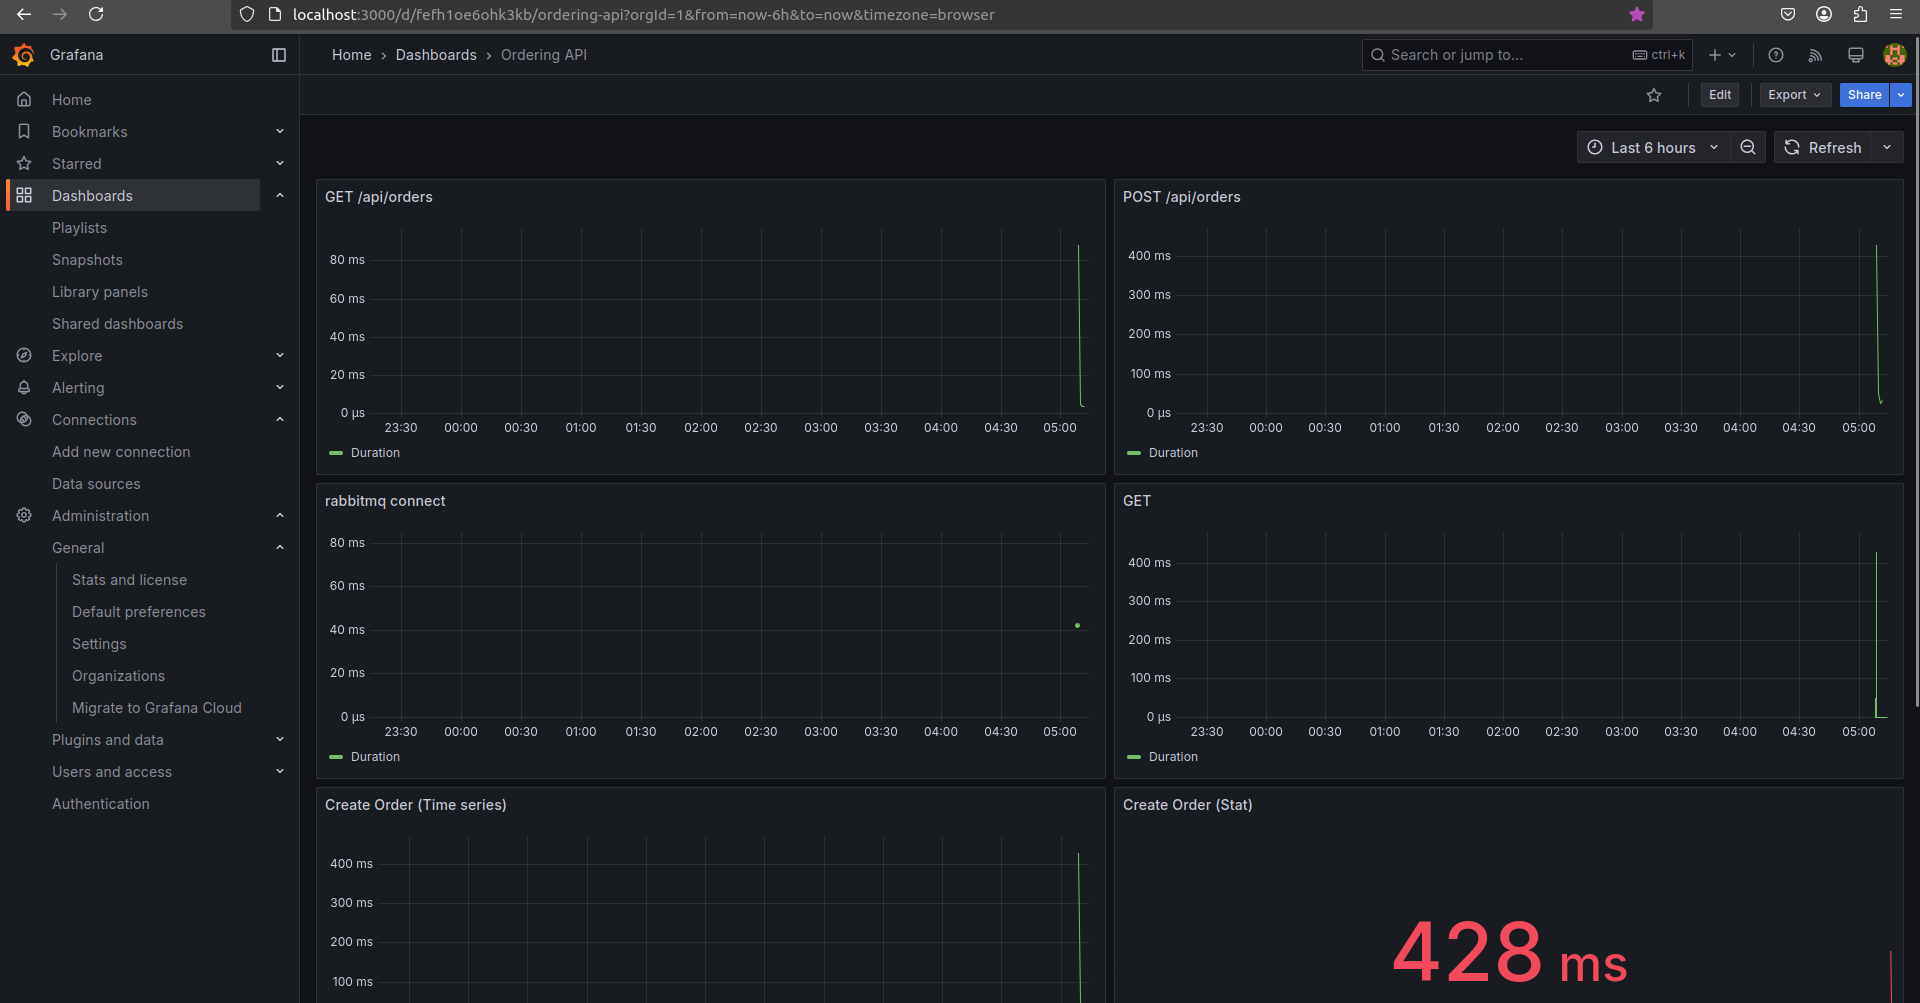 localhost:3000/d/fefh1oe6ohk3kb/ordering-api?orgId=1&from=now-6h&to=now&timezone=browser
Grafana
Home › Dashboards › Ordering API
Search or jump to...
ctrl+k
Edit
Export
Share
Last 6 hours
Refresh
Home
Bookmarks
Starred
Dashboards
Playlists
Snapshots
Library panels
Shared dashboards
Explore
Alerting
Connections
Add new connection
Data sources
Administration
General
Stats and license
Default preferences
Settings
Organizations
Migrate to Grafana Cloud
Plugins and data
Users and access
Authentication
GET /api/orders
80 ms
60 ms
40 ms
20 ms
0 µs
23:30 00:00 00:30 01:00 01:30 02:00 02:30 03:00 03:30 04:00 04:30 05:00
Duration
POST /api/orders
400 ms
300 ms
200 ms
100 ms
0 µs
23:30 00:00 00:30 01:00 01:30 02:00 02:30 03:00 03:30 04:00 04:30 05:00
Duration
rabbitmq connect
80 ms
60 ms
40 ms
20 ms
0 µs
23:30 00:00 00:30 01:00 01:30 02:00 02:30 03:00 03:30 04:00 04:30 05:00
Duration
GET
400 ms
300 ms
200 ms
100 ms
0 µs
23:30 00:00 00:30 01:00 01:30 02:00 02:30 03:00 03:30 04:00 04:30 05:00
Duration
Create Order (Time series)
400 ms
300 ms
200 ms
100 ms
Create Order (Stat)
428 ms